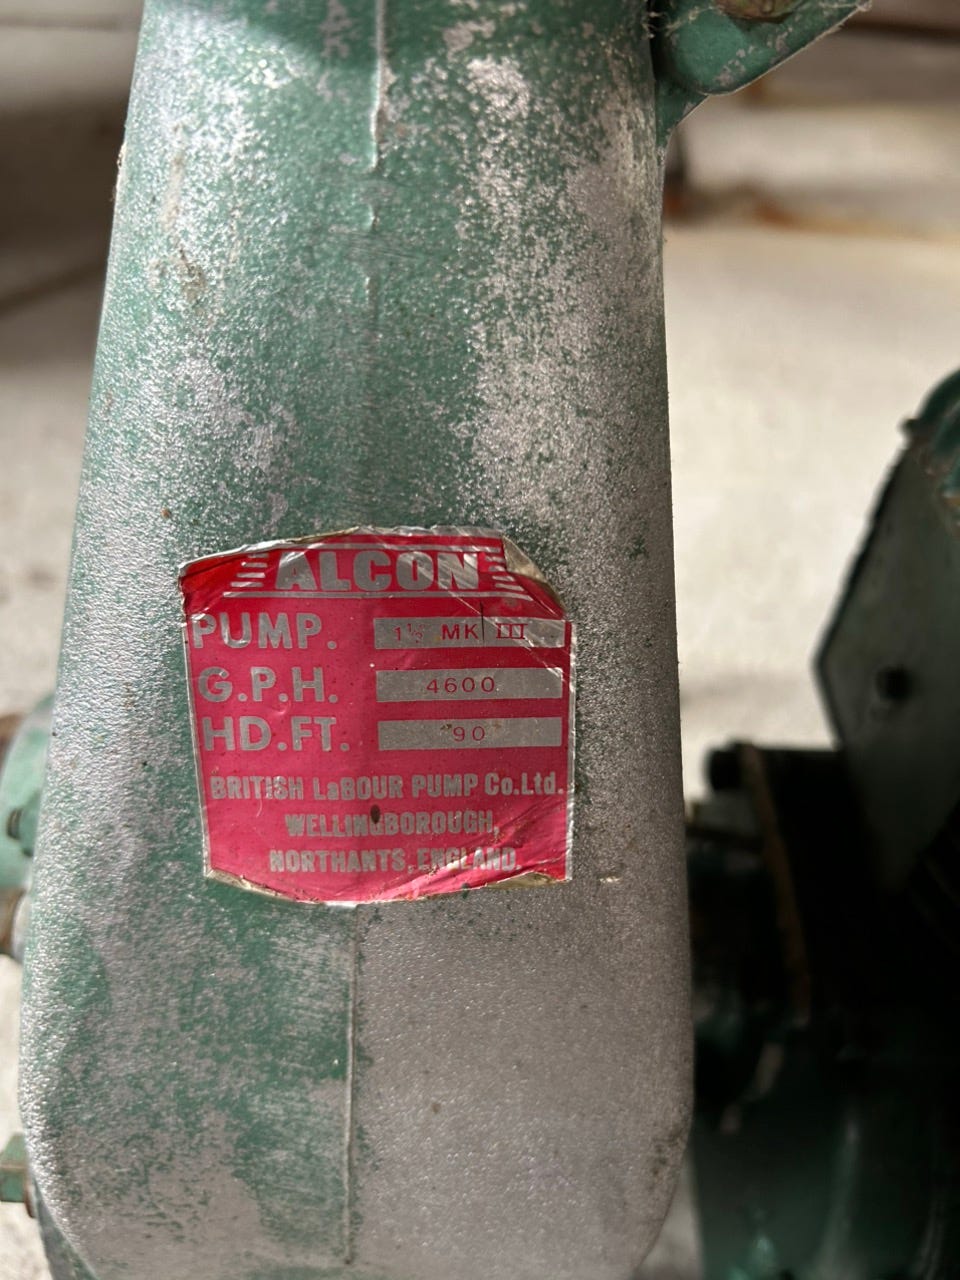 ALCON
PUMP. 1½ MK III
G.P.H. 4600
HD.FT. 90
BRITISH LaBOUR PUMP Co.Ltd.
WELLINGBOROUGH,
NORTHANTS, ENGLAND.